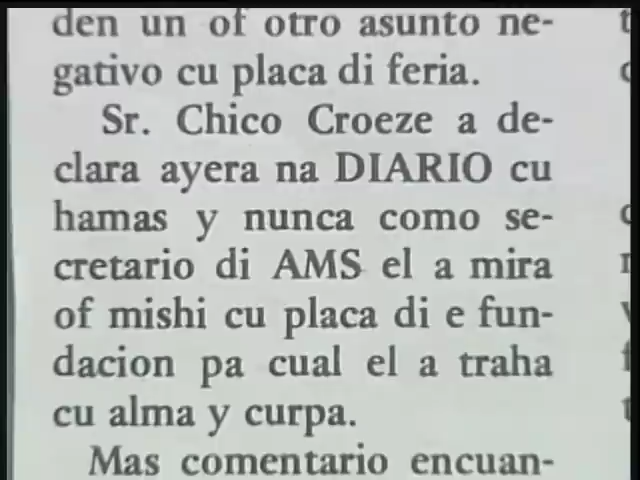 den un of otro asunto ne-
gativo cu placa di feria.
Sr. Chico Croeze a de-
clara ayera na DIARIO cu
hamas y nunca como se-
cretario di AMS el a mira
of mishi cu placa di e fun-
dacion pa cual el a traha
cu alma y curpa.
Mas comentario encuan-